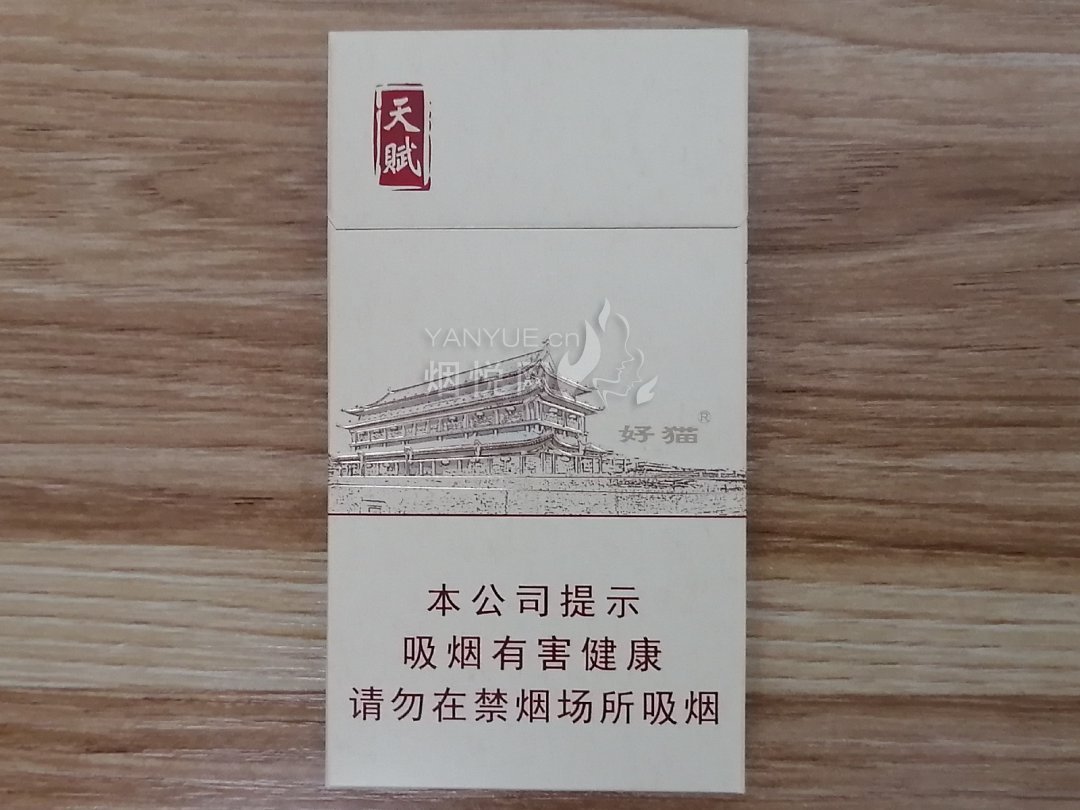 天赋
YANYUE.cn
烟悦网
好猫®
本公司提示
吸烟有害健康
请勿在禁烟场所吸烟